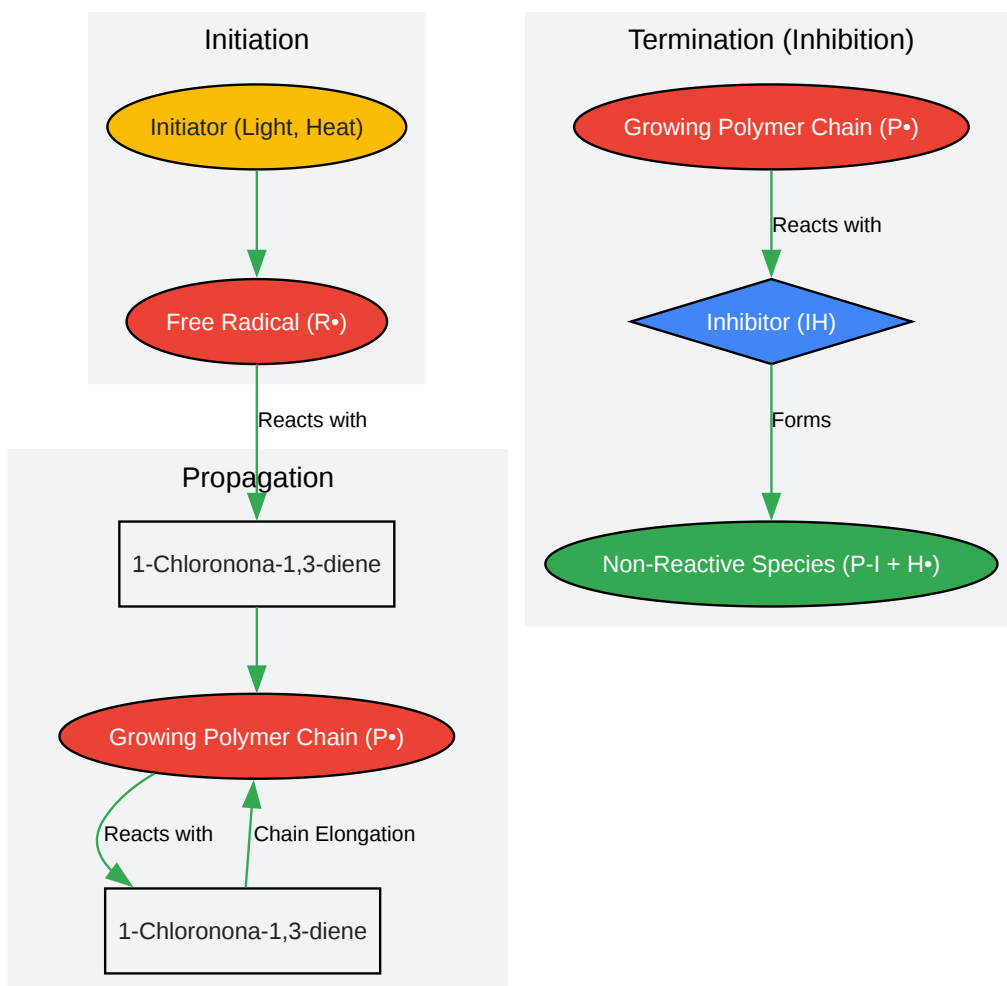 Initiation
Initiator (Light, Heat)
Free Radical (R•)
Reacts with
Propagation
1-Chloronona-1,3-diene
Growing Polymer Chain (P•)
Reacts with
Chain Elongation
1-Chloronona-1,3-diene
Termination (Inhibition)
Growing Polymer Chain (P•)
Reacts with
Inhibitor (IH)
Forms
Non-Reactive Species (P-I + H•)